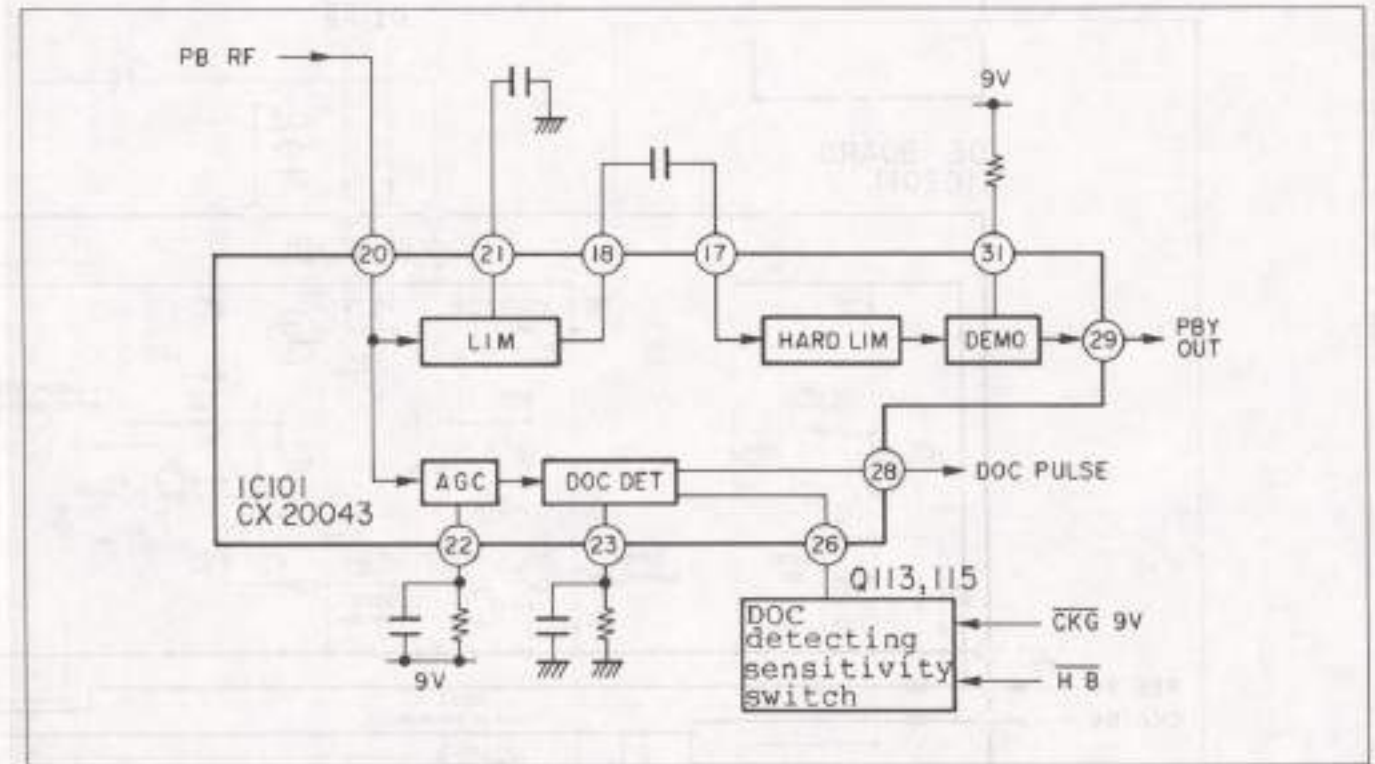 PB RF
9V
20
21
18
17
31
LIM
HARD LIM
DEMO
29
PBY
OUT
AGC
DOC DET
28
DOC PULSE
IC101
CX 20043
22
23
26
Q113,115
9V
DOC
detecting
sensitivity
switch
C̅K̅G̅ 9V
H̅ B̅